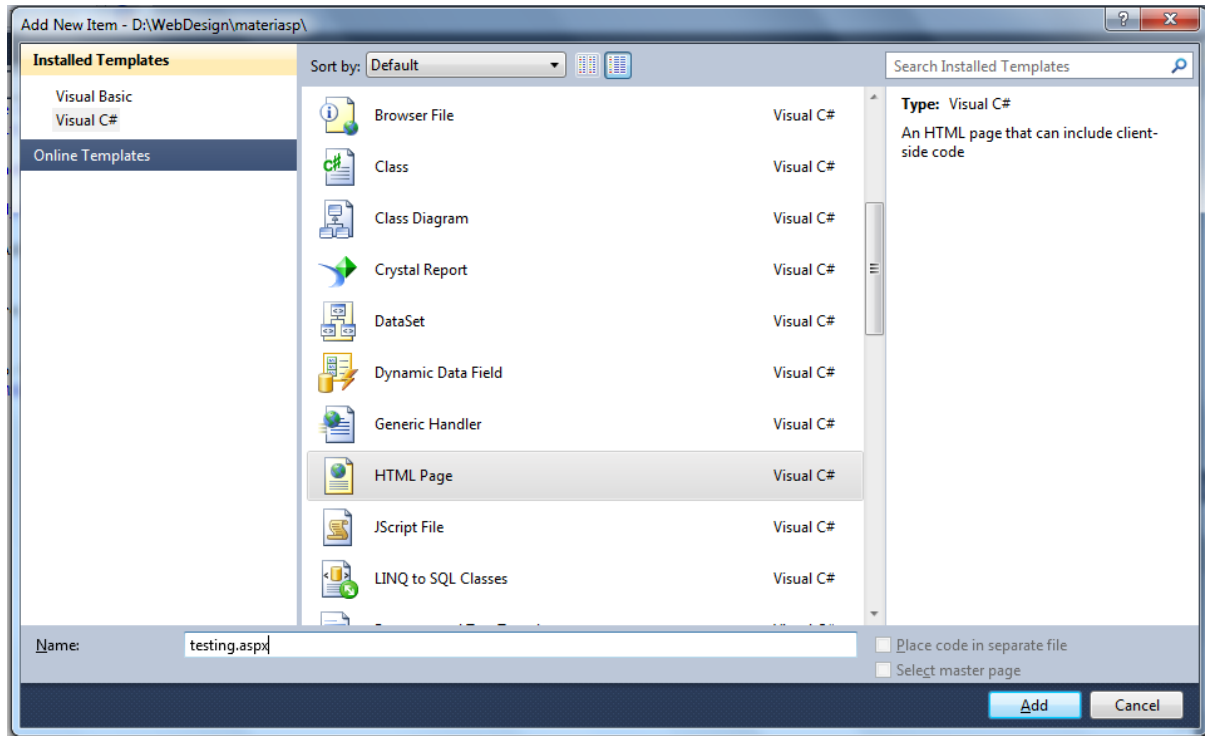 Add New Item - D:\WebDesign\materiasp\
Installed Templates
Visual Basic
Visual C#
Online Templates
Sort by: Default
Browser File Visual C#
Class Visual C#
Class Diagram Visual C#
Crystal Report Visual C#
DataSet Visual C#
Dynamic Data Field Visual C#
Generic Handler Visual C#
HTML Page Visual C#
JScript File Visual C#
LINQ to SQL Classes Visual C#
Search Installed Templates
Type: Visual C#
An HTML page that can include client-
side code
Name: testing.aspx
Place code in separate file
Select master page
Add Cancel